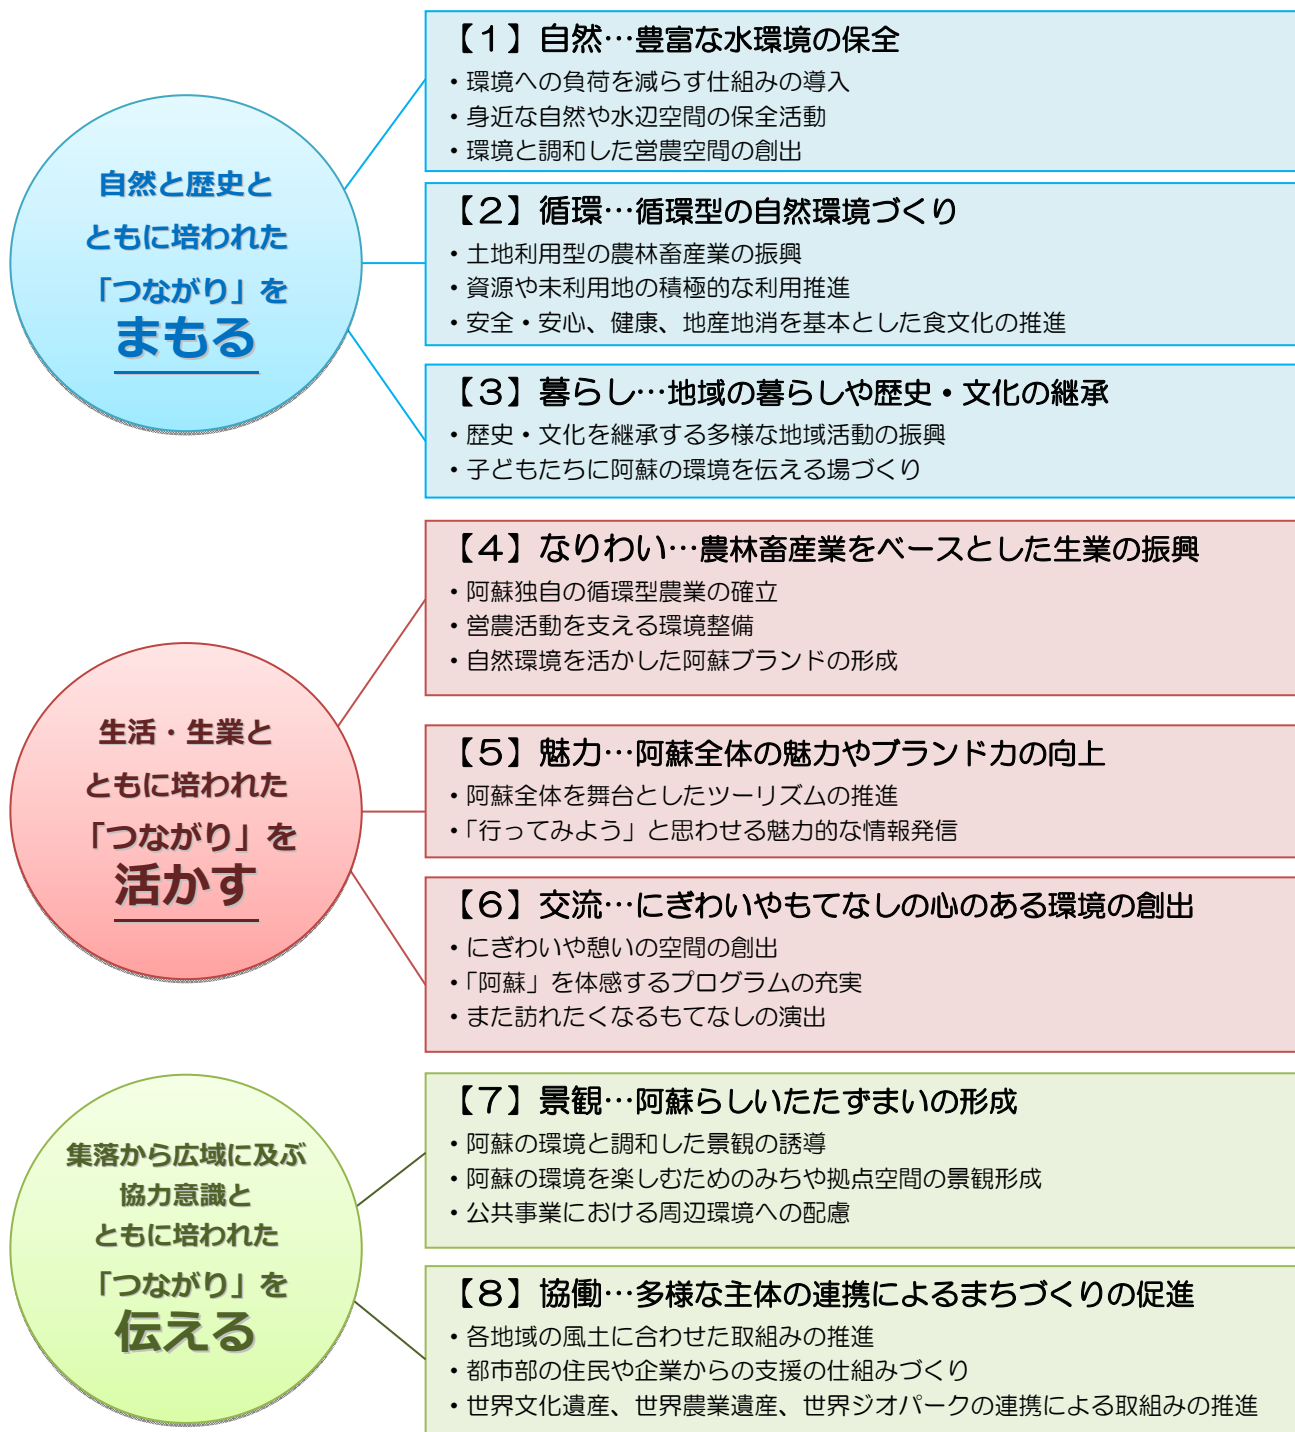 自然と歴史と
ともに培われた
「つながり」を
まもる
【1】自然…豊富な水環境の保全
・環境への負荷を減らす仕組みの導入
・身近な自然や水辺空間の保全活動
・環境と調和した営農空間の創出
【2】循環…循環型の自然環境づくり
・土地利用型の農林畜産業の振興
・資源や未利用地の積極的な利用推進
・安全・安心、健康、地産地消を基本とした食文化の推進
【3】暮らし…地域の暮らしや歴史・文化の継承
・歴史・文化を継承する多様な地域活動の振興
・子どもたちに阿蘇の環境を伝える場づくり
生活・生業と
ともに培われた
「つながり」を
活かす
【4】なりわい…農林畜産業をベースとした生業の振興
・阿蘇独自の循環型農業の確立
・営農活動を支える環境整備
・自然環境を活かした阿蘇ブランドの形成
【5】魅力…阿蘇全体の魅力やブランド力の向上
・阿蘇全体を舞台としたツーリズムの推進
・「行ってみよう」と思わせる魅力的な情報発信
【6】交流…にぎわいやもてなしの心のある環境の創出
・にぎわいや憩いの空間の創出
・「阿蘇」を体感するプログラムの充実
・また訪れたくなるもてなしの演出
集落から広域に及ぶ
協力意識と
ともに培われた
「つながり」を
伝える
【7】景観…阿蘇らしいたたずまいの形成
・阿蘇の環境と調和した景観の誘導
・阿蘇の環境を楽しむためのみちや拠点空間の景観形成
・公共事業における周辺環境への配慮
【8】協働…多様な主体の連携によるまちづくりの促進
・各地域の風土に合わせた取組みの推進
・都市部の住民や企業からの支援の仕組みづくり
・世界文化遺産、世界農業遺産、世界ジオパークの連携による取組みの推進